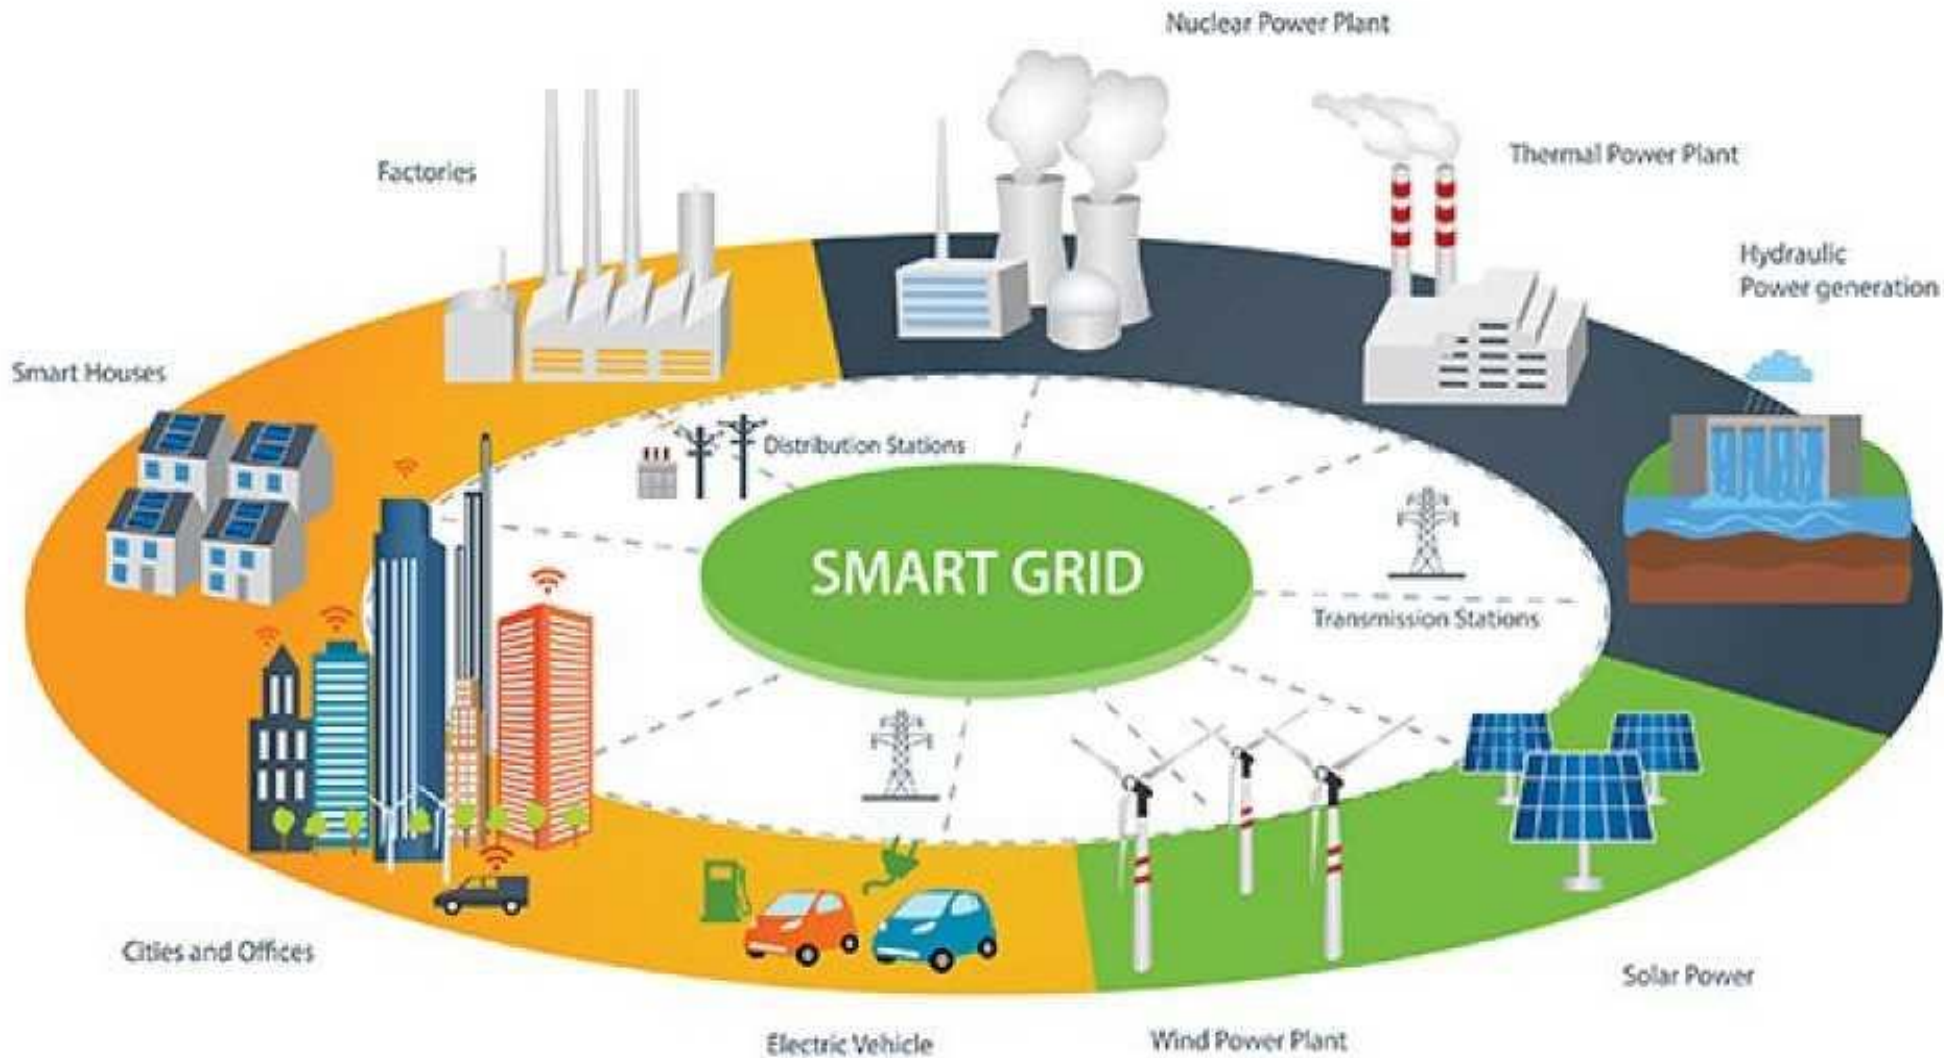 Nuclear Power Plant
Thermal Power Plant
Factories
Hydraulic
Power generation
Smart Houses
Distribution Stations
SMART GRID
Transmission Stations
Cities and Offices
Solar Power
Electric Vehicle
Wind Power Plant